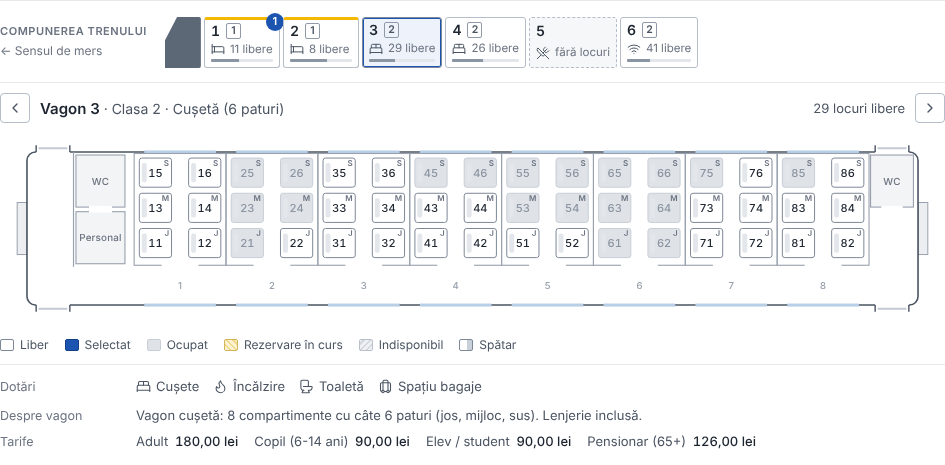 COMPUNEREA TRENULUI
← Sensul de mers
1 1
11 libere
1
2 1
8 libere
3 2
29 libere
4 2
26 libere
5
fără locuri
6 2
41 libere
Vagon 3 · Clasa 2 · Cușetă (6 paturi)
29 locuri libere
WC
Personal
15 S 16 S 25 S 26 S 35 S 36 S 45 S 46 S 55 S 56 S 65 S 66 S 75 S 76 S 85 S 86 S
13 M 14 M 23 M 24 M 33 M 34 M 43 M 44 M 53 M 54 M 63 M 64 M 73 M 74 M 83 M 84 M
11 J 12 J 21 J 22 J 31 J 32 J 41 J 42 J 51 J 52 J 61 J 62 J 71 J 72 J 81 J 82 J
WC
1 2 3 4 5 6 7 8
Liber Selectat Ocupat Rezervare în curs Indisponibil Spătar
Dotări Cușete Încălzire Toaletă Spațiu bagaje
Despre vagon Vagon cușetă: 8 compartimente cu câte 6 paturi (jos, mijloc, sus). Lenjerie inclusă.
Tarife Adult 180,00 lei Copil (6-14 ani) 90,00 lei Elev / student 90,00 lei Pensionar (65+) 126,00 lei